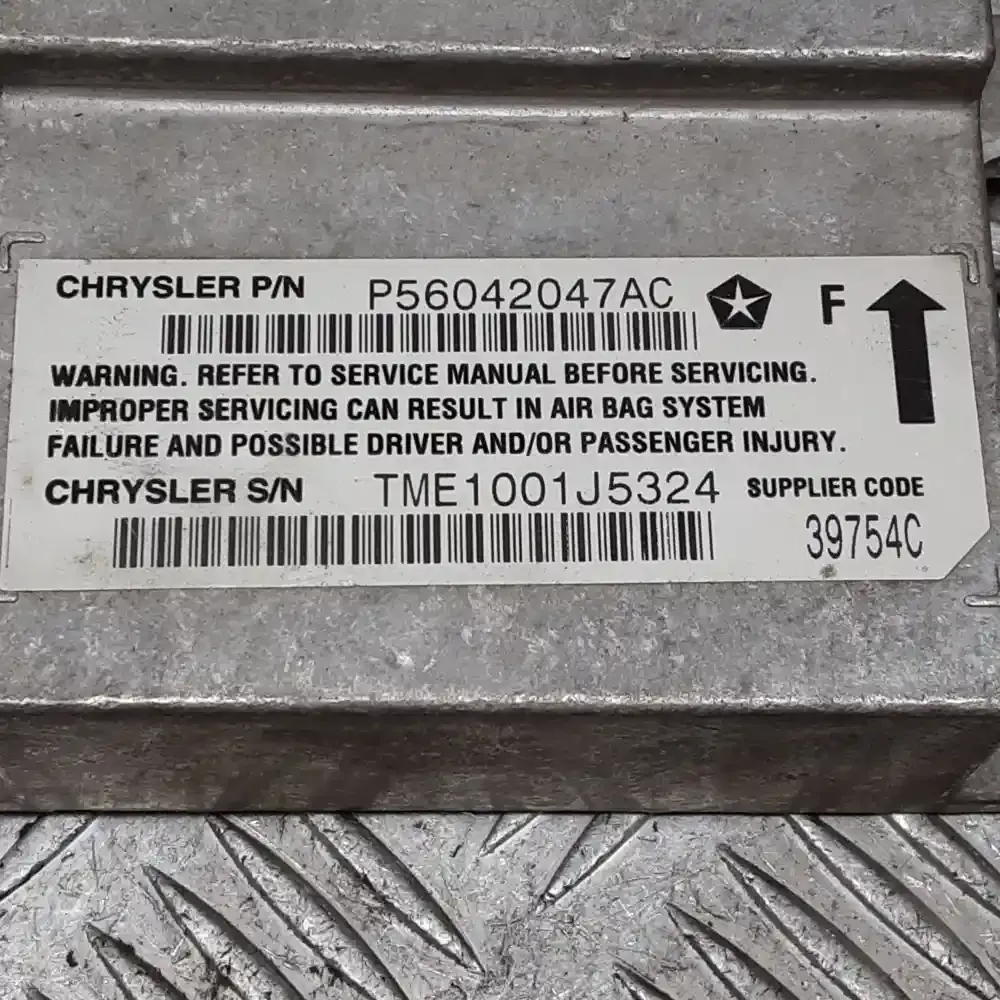 CHRYSLER P/N P56042047AC F
WARNING. REFER TO SERVICE MANUAL BEFORE SERVICING.
IMPROPER SERVICING CAN RESULT IN AIR BAG SYSTEM
FAILURE AND POSSIBLE DRIVER AND/OR PASSENGER INJURY.
CHRYSLER S/N TME1001J5324 SUPPLIER CODE
39754C